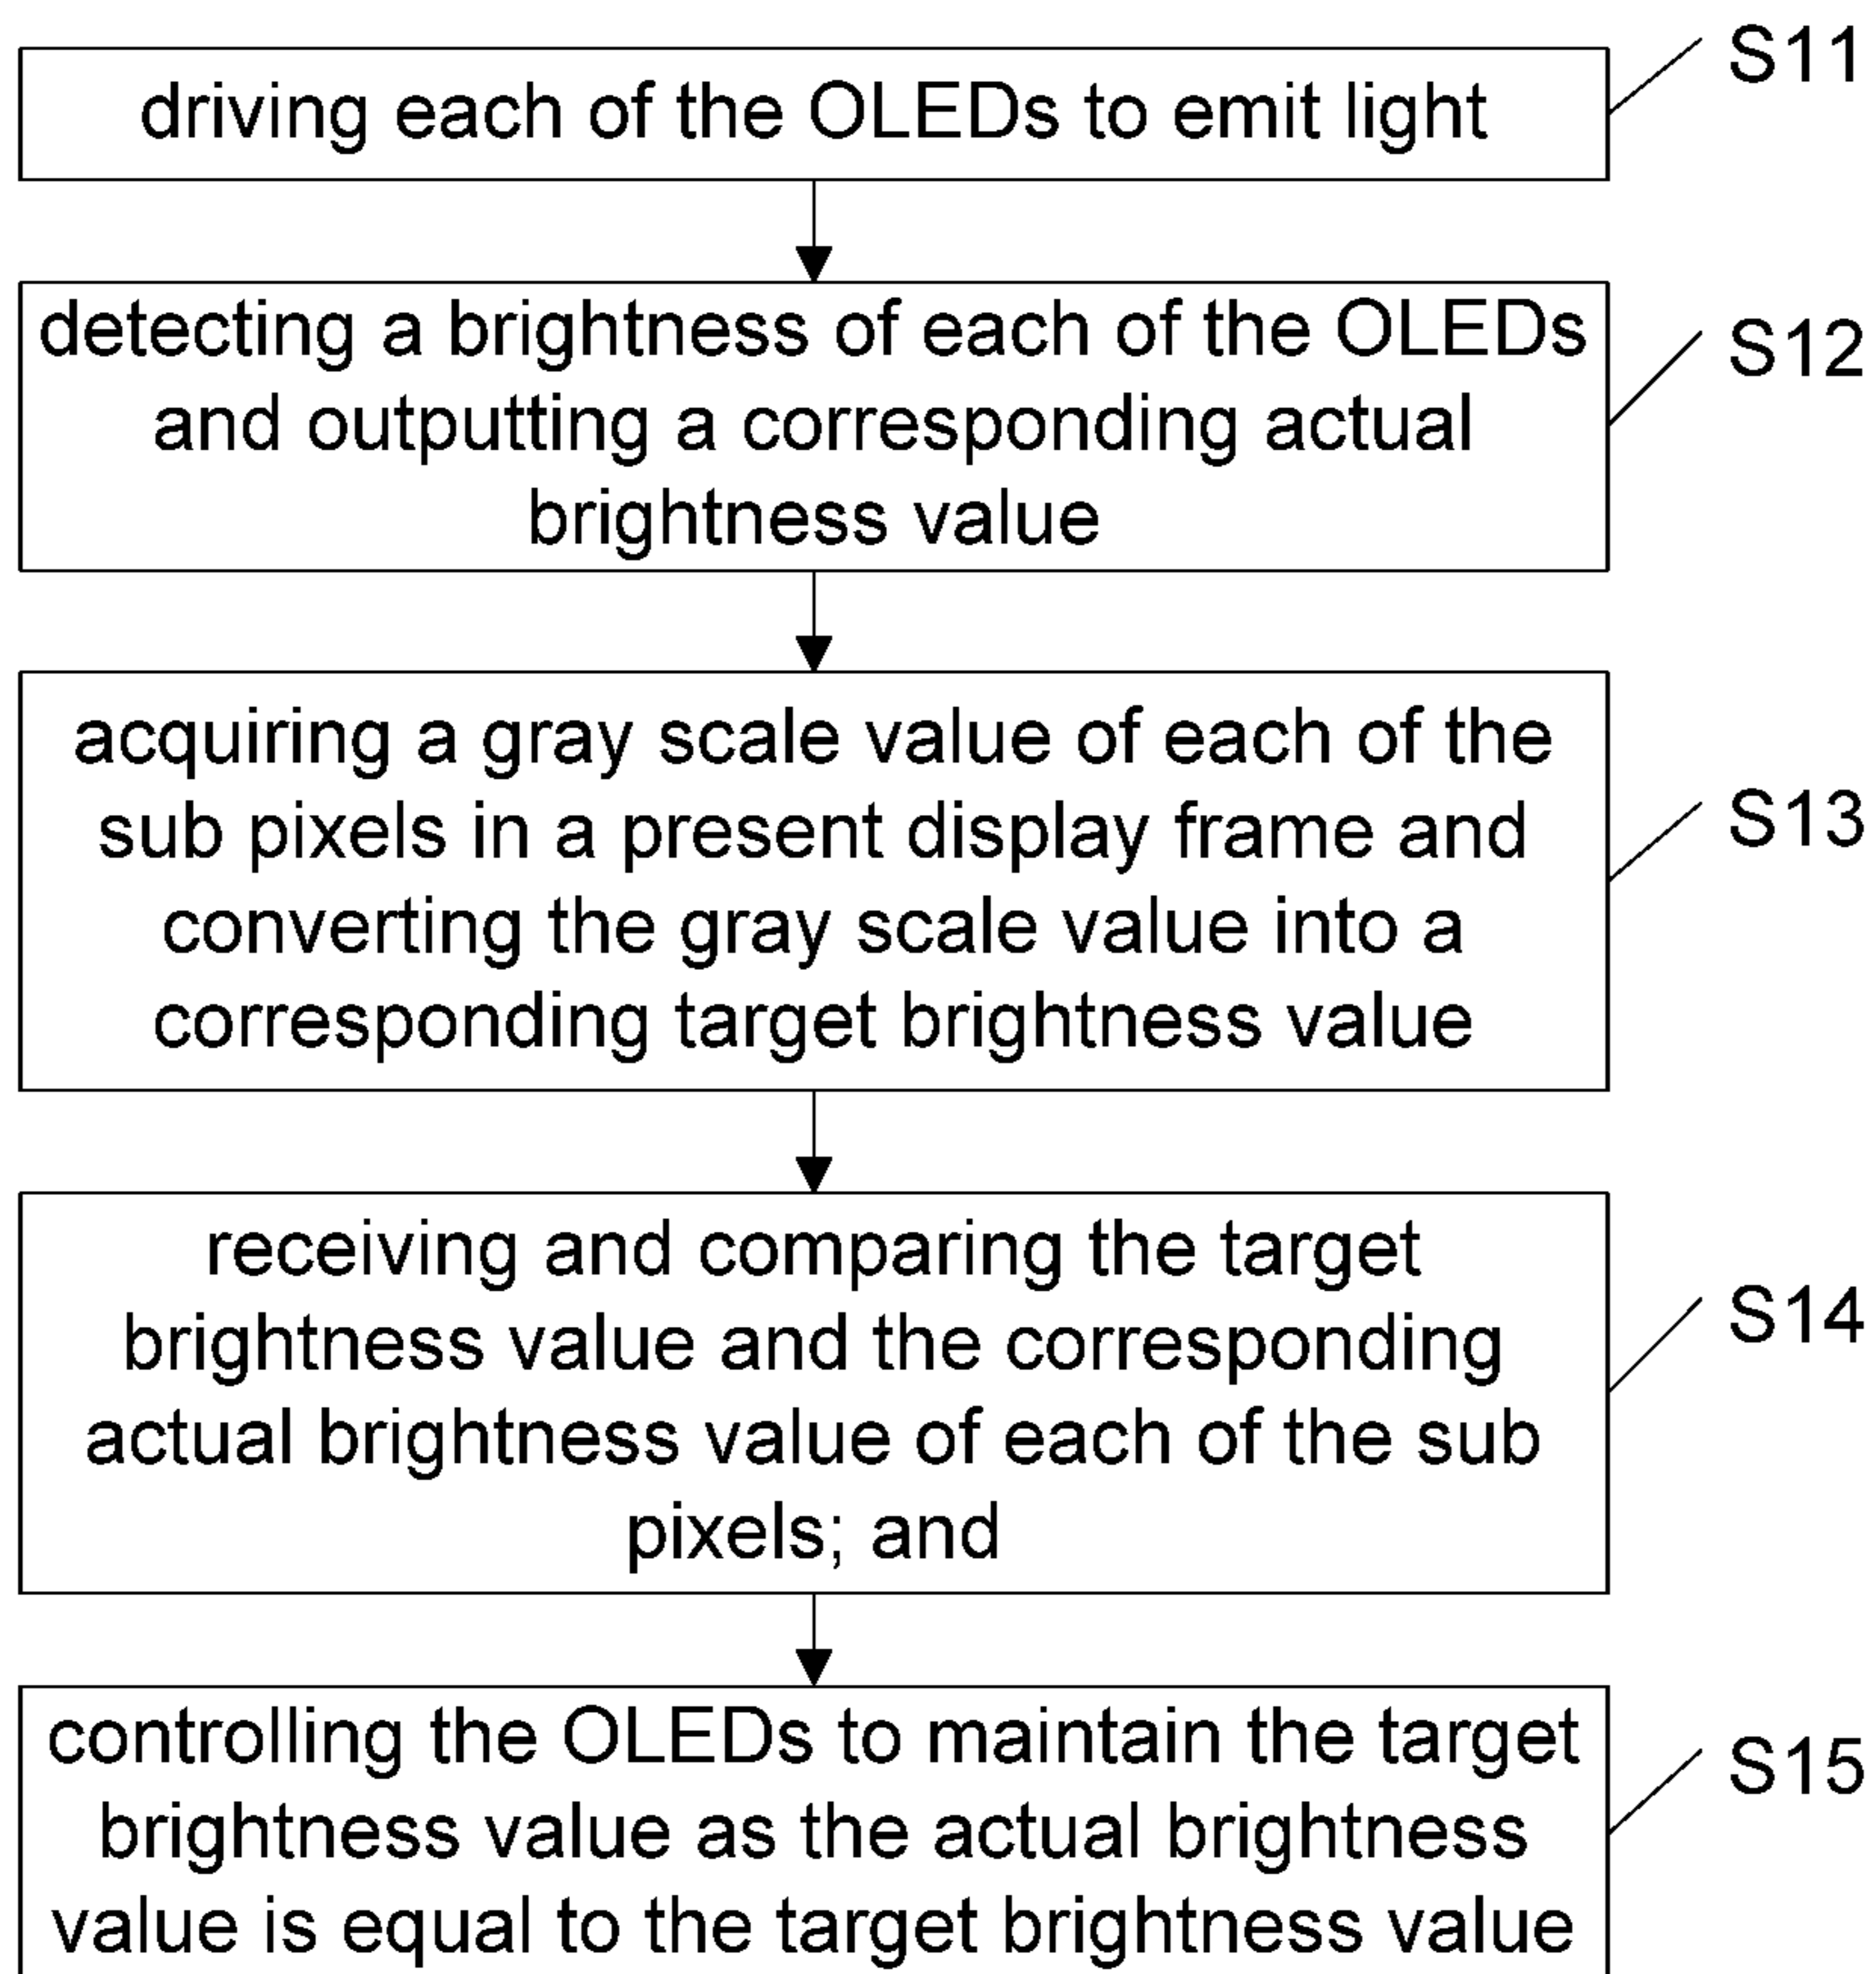 driving each of the OLEDs to emit light
S11
detecting a brightness of each of the OLEDs
and outputting a corresponding actual
brightness value
S12
acquiring a gray scale value of each of the
sub pixels in a present display frame and
converting the gray scale value into a
corresponding target brightness value
S13
receiving and comparing the target
brightness value and the corresponding
actual brightness value of each of the sub
pixels; and
S14
controlling the OLEDs to maintain the target
brightness value as the actual brightness
value is equal to the target brightness value
S15